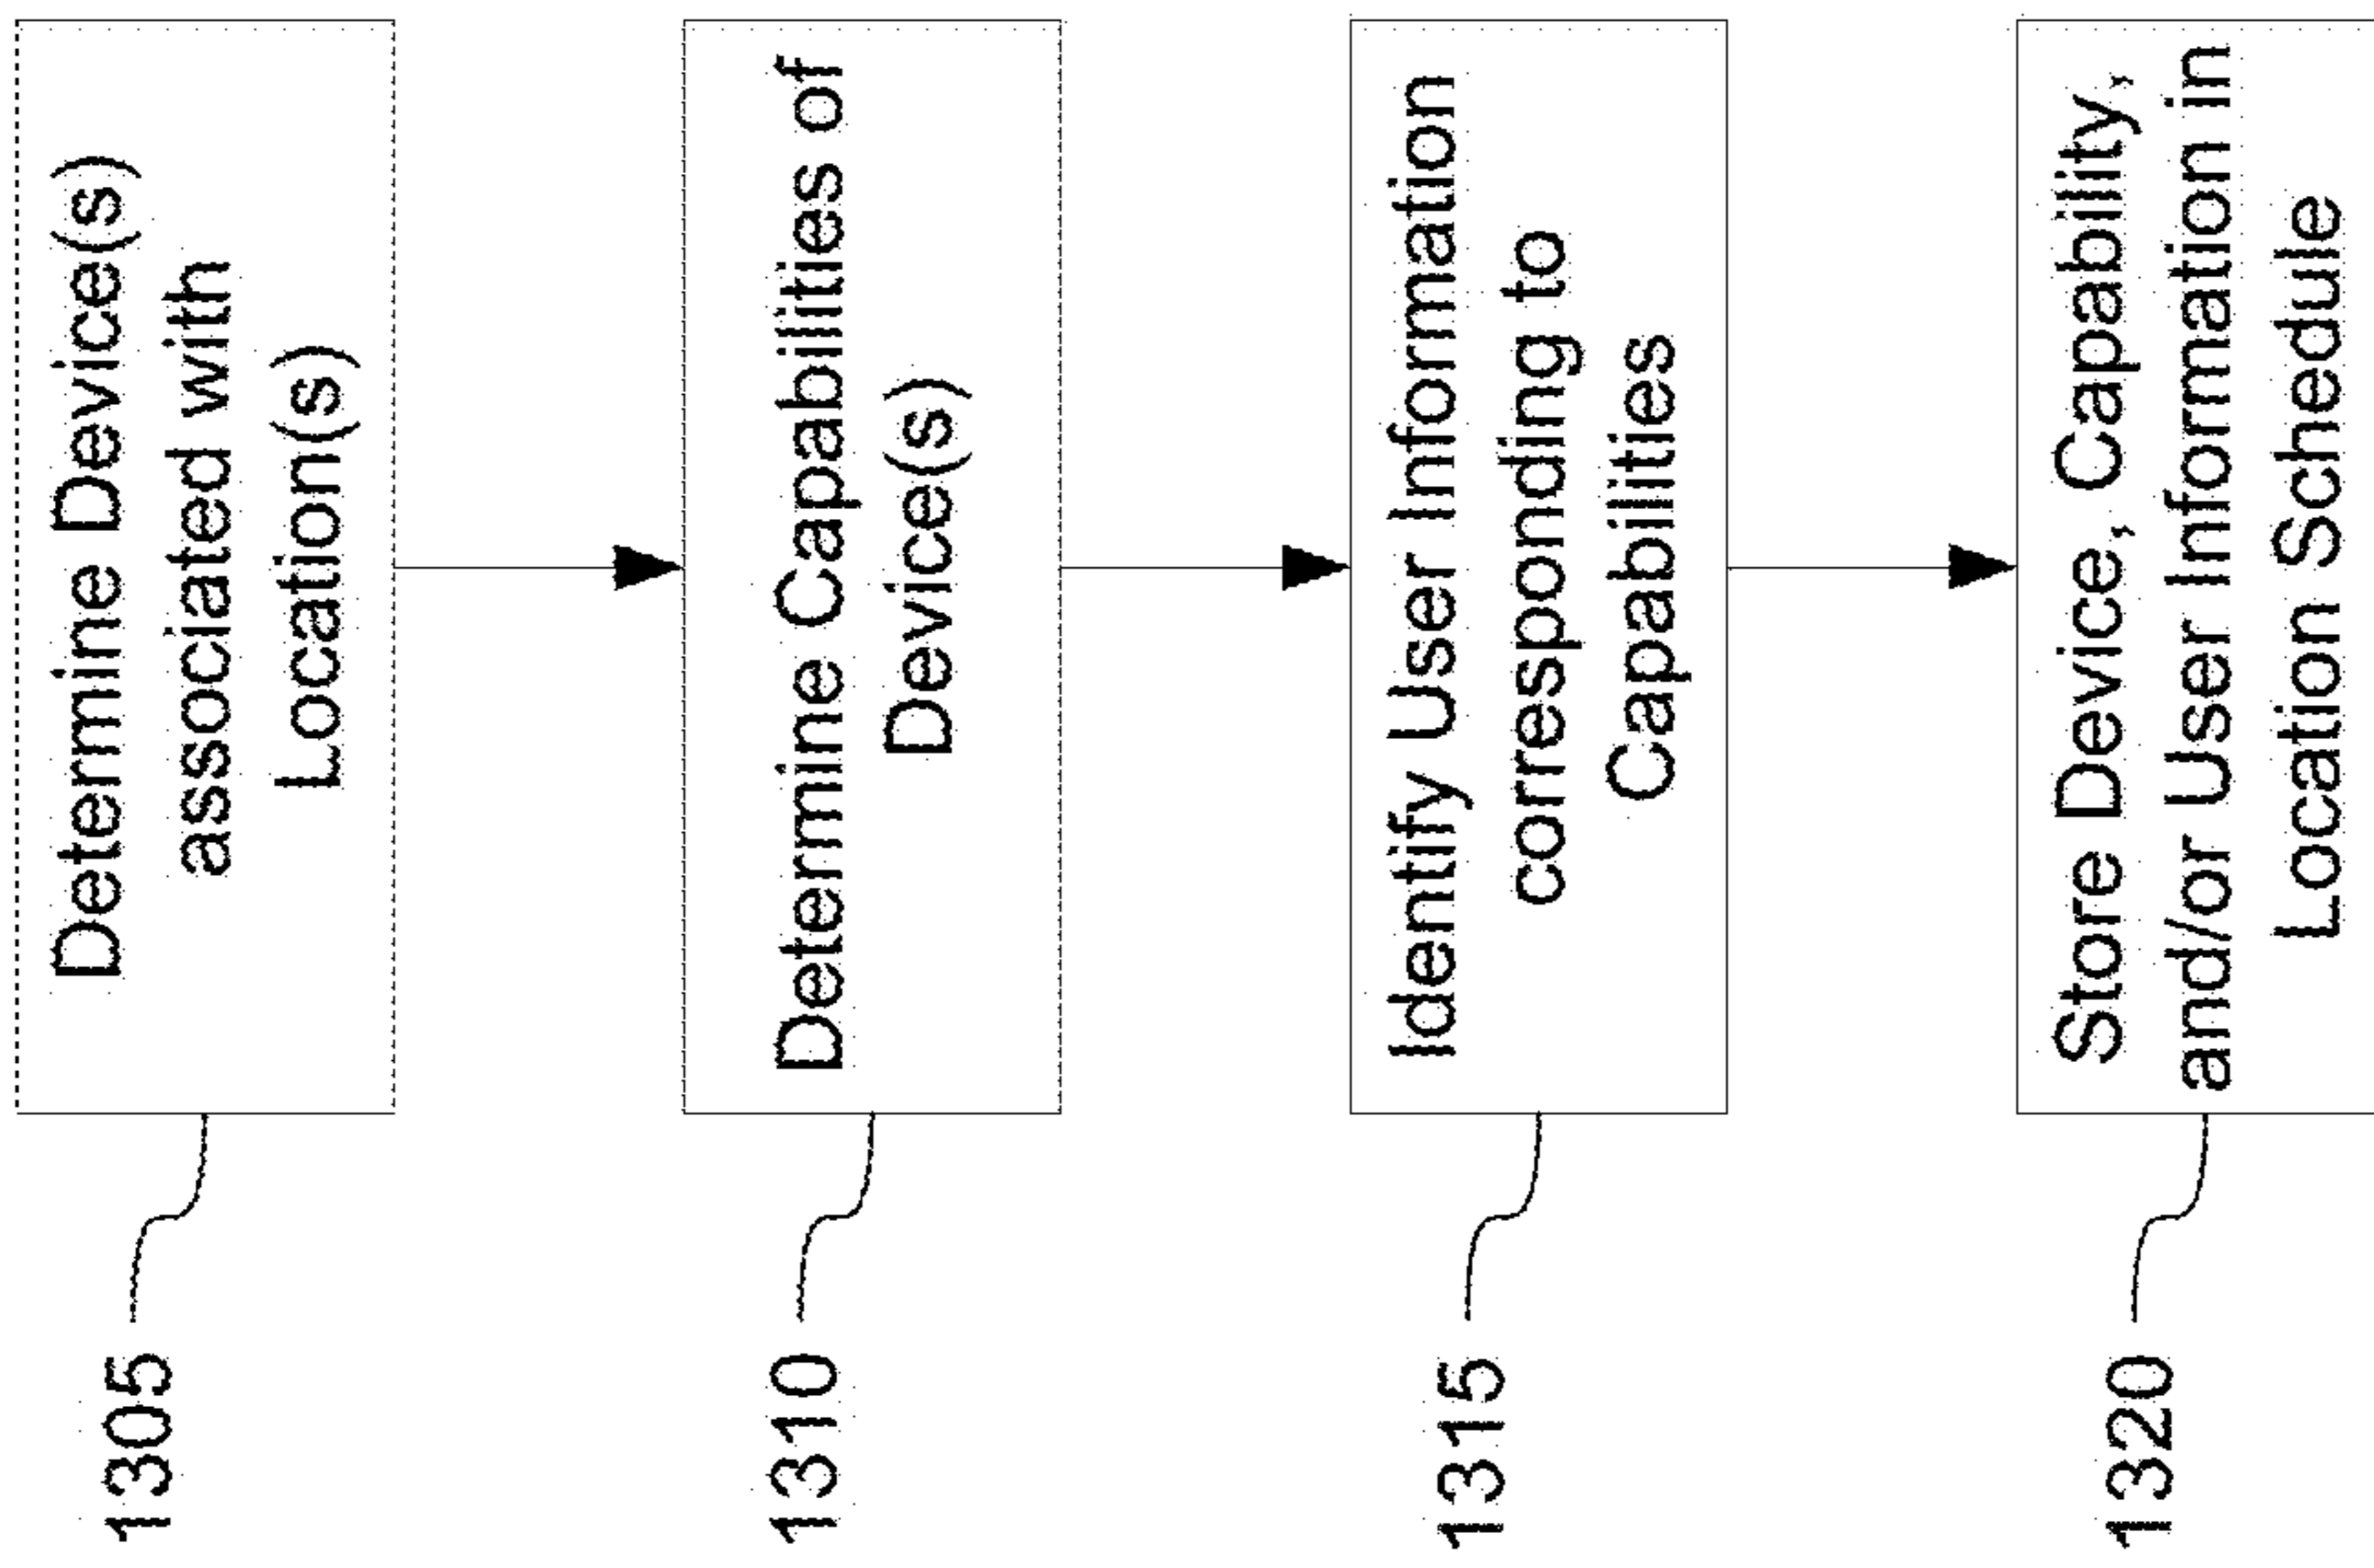 1305
Determine Device(s)
associated with
Location(s)
1310
Determine Capabilities of
Device(s)
1315
Identify User Information
corresponding to
Capabilities
1320
Store Device, Capability,
and/or User Information in
Location Schedule